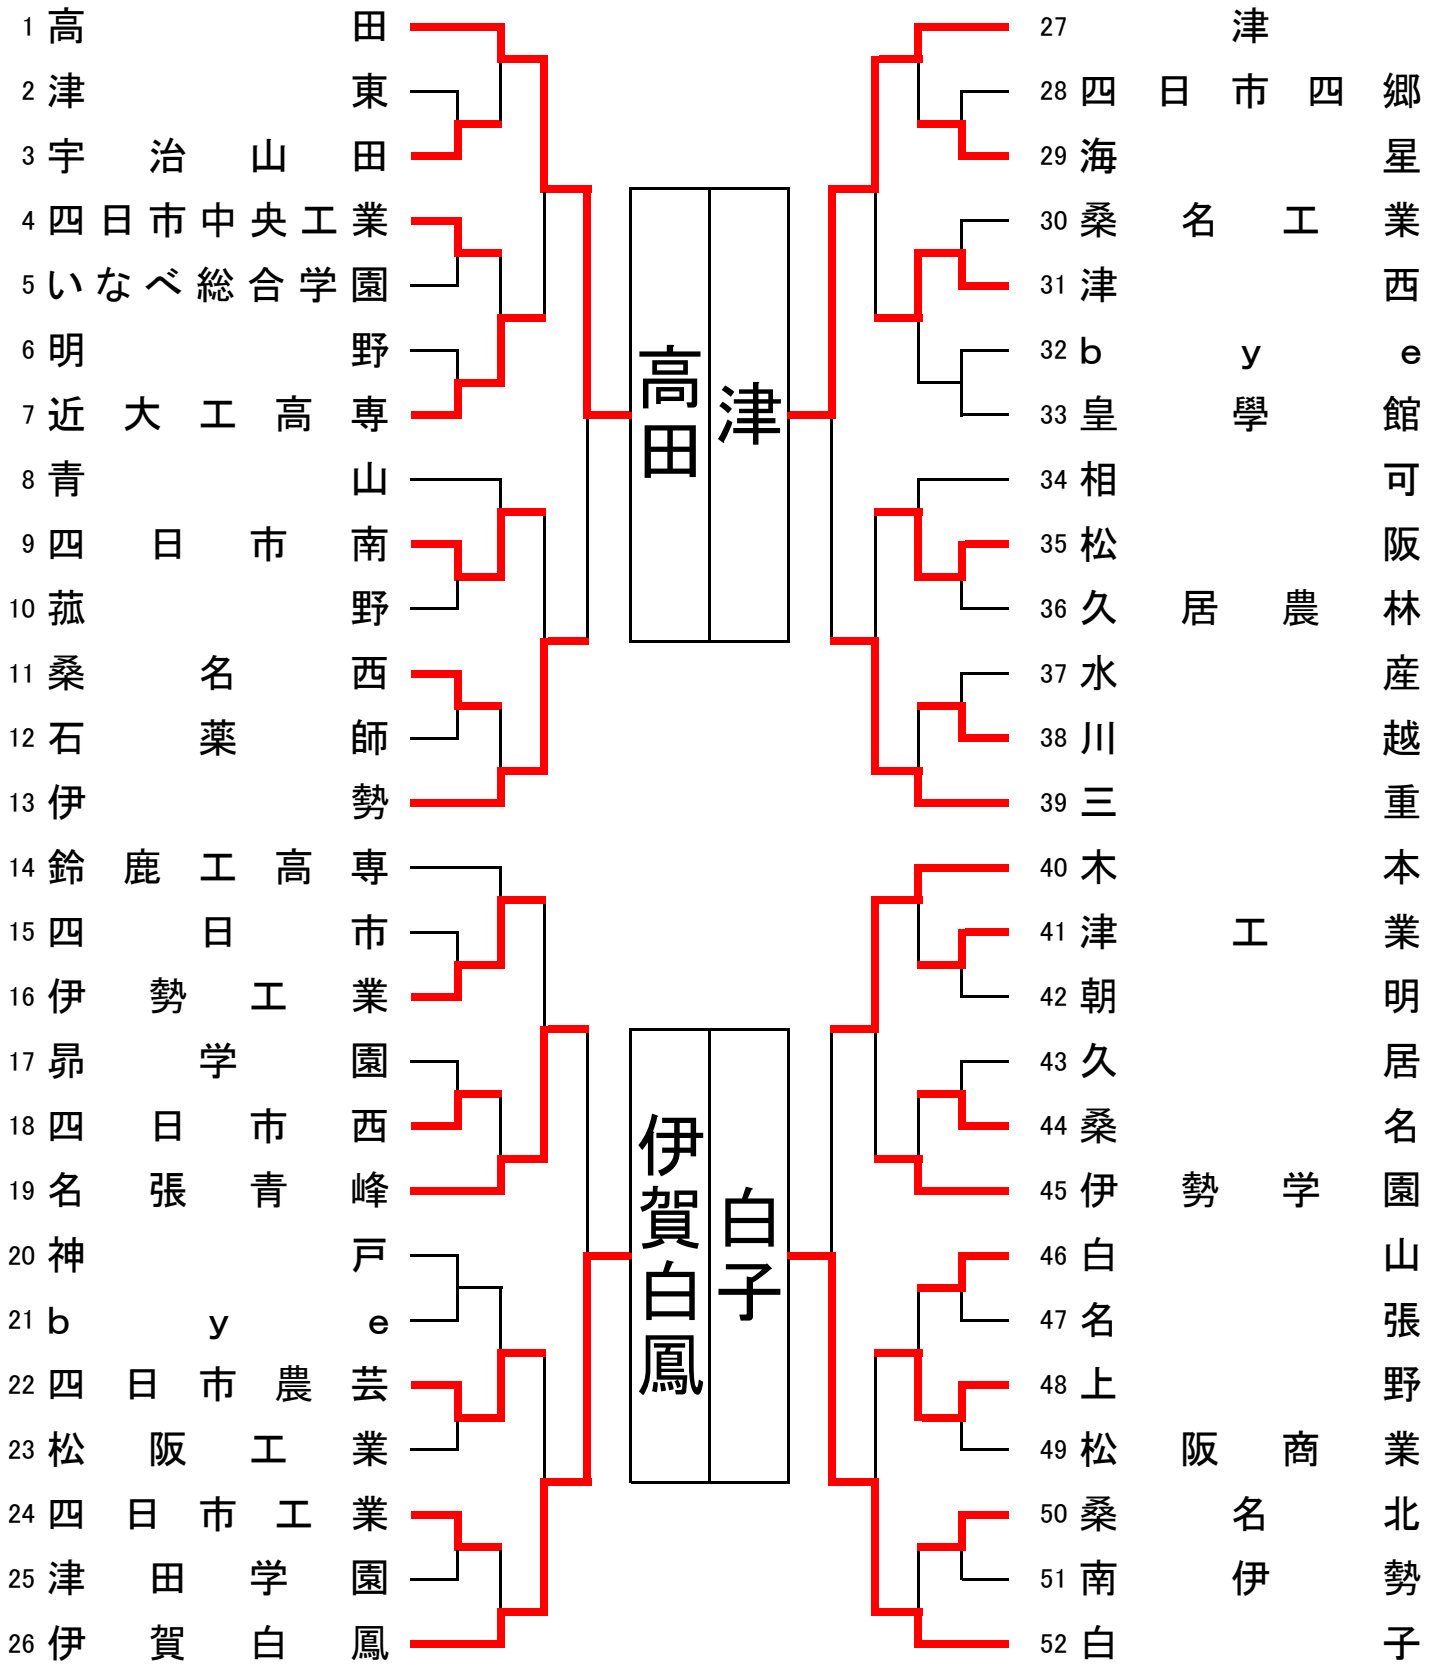 1 高田
2 津東
3 宇治山田
4 四日市中央工業
5 いなべ総合学園
6 明野
7 近大工高専
8 青山
9 四日市南
10 菰野
11 桑名西
12 石薬師
13 伊勢
14 鈴鹿工高専
15 四日市
16 伊勢工業
17 昴学園
18 四日市西
19 名張青峰
20 神戸
21 bye
22 四日市農芸
23 松阪工業
24 四日市工業
25 津田学園
26 伊賀白鳳
高田
津
伊賀白鳳
白子
27 津
28 四日市四郷
29 海星
30 桑名工業
31 津西
32 bye
33 皇學館
34 相可
35 松阪
36 久居農林
37 水産
38 川越
39 三重
40 木本
41 津工業
42 朝明
43 久居
44 桑名
45 伊勢学園
46 白山
47 名張
48 上野
49 松阪商業
50 桑名北
51 南伊勢
52 白子